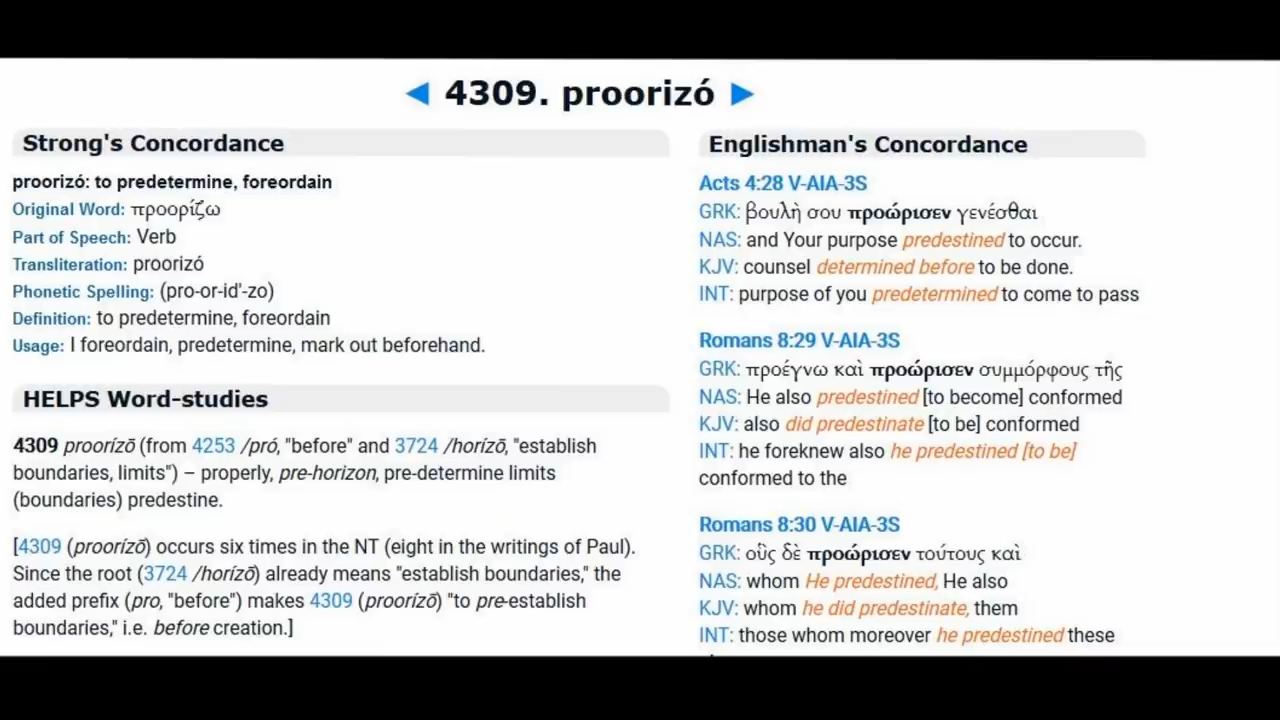 4309. proorizó
Strong's Concordance
proorizó: to predetermine, foreordain
Original Word: προορίζω
Part of Speech: Verb
Transliteration: proorizó
Phonetic Spelling: (pro-or-id'-zo)
Definition: to predetermine, foreordain
Usage: I foreordain, predetermine, mark out beforehand.
HELPS Word-studies
4309 proorízō (from 4253 /pró, "before" and 3724 /horízō, "establish
boundaries, limits") – properly, pre-horizon, pre-determine limits
(boundaries) predestine.
[4309 (proorízō) occurs six times in the NT (eight in the writings of Paul).
Since the root (3724 /horízō) already means "establish boundaries," the
added prefix (pro, "before") makes 4309 (proorízō) "to pre-establish
boundaries," i.e. before creation.]
Englishman's Concordance
Acts 4:28 V-AIA-3S
GRK: βουλὴ σου προώρισεν γενέσθαι
NAS: and Your purpose predestined to occur.
KJV: counsel determined before to be done.
INT: purpose of you predetermined to come to pass
Romans 8:29 V-AIA-3S
GRK: προέγνω καὶ προώρισεν συμμόρφους τῆς
NAS: He also predestined [to become] conformed
KJV: also did predestinate [to be] conformed
INT: he foreknew also he predestined [to be]
conformed to the
Romans 8:30 V-AIA-3S
GRK: οὓς δὲ προώρισεν τούτους καὶ
NAS: whom He predestined, He also
KJV: whom he did predestinate, them
INT: those whom moreover he predestined these